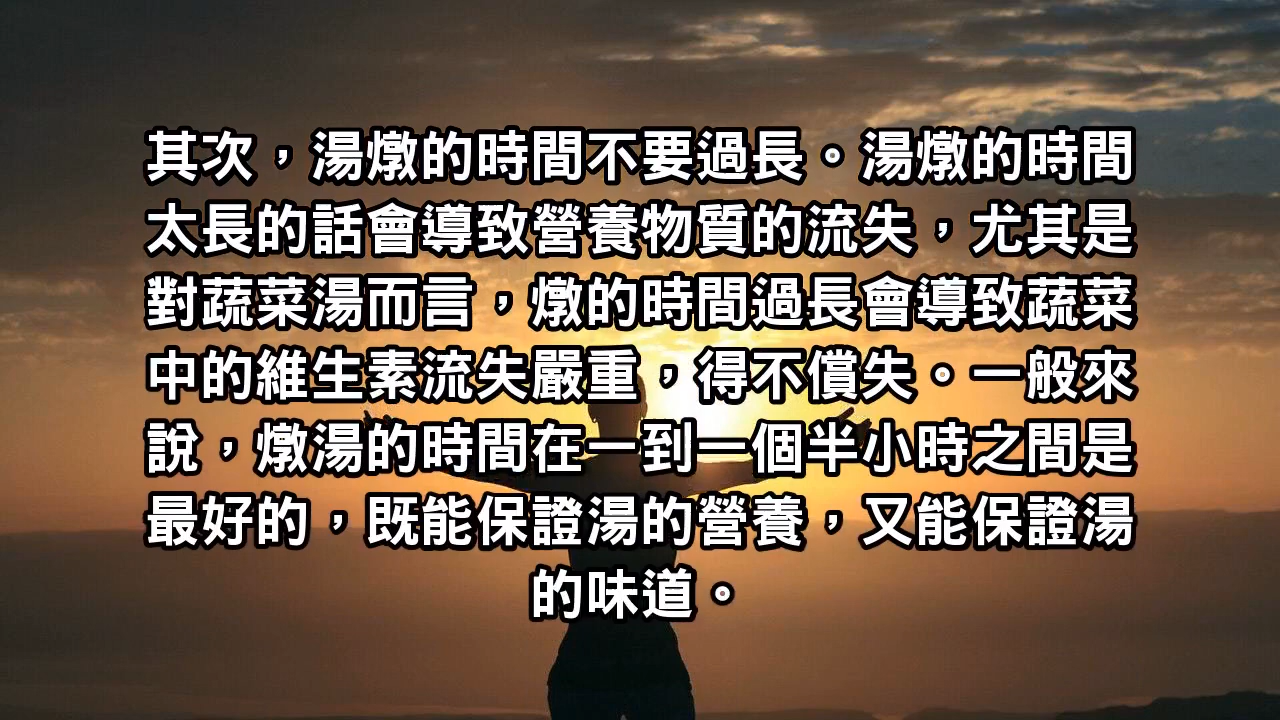 其次，湯燉的時間不要過長。湯燉的時間
太長的話會導致營養物質的流失，尤其是
對蔬菜湯而言，燉的時間過長會導致蔬菜
中的維生素流失嚴重，得不償失。一般來
說，燉湯的時間在一到一個半小時之間是
最好的，既能保證湯的營養，又能保證湯
的味道。